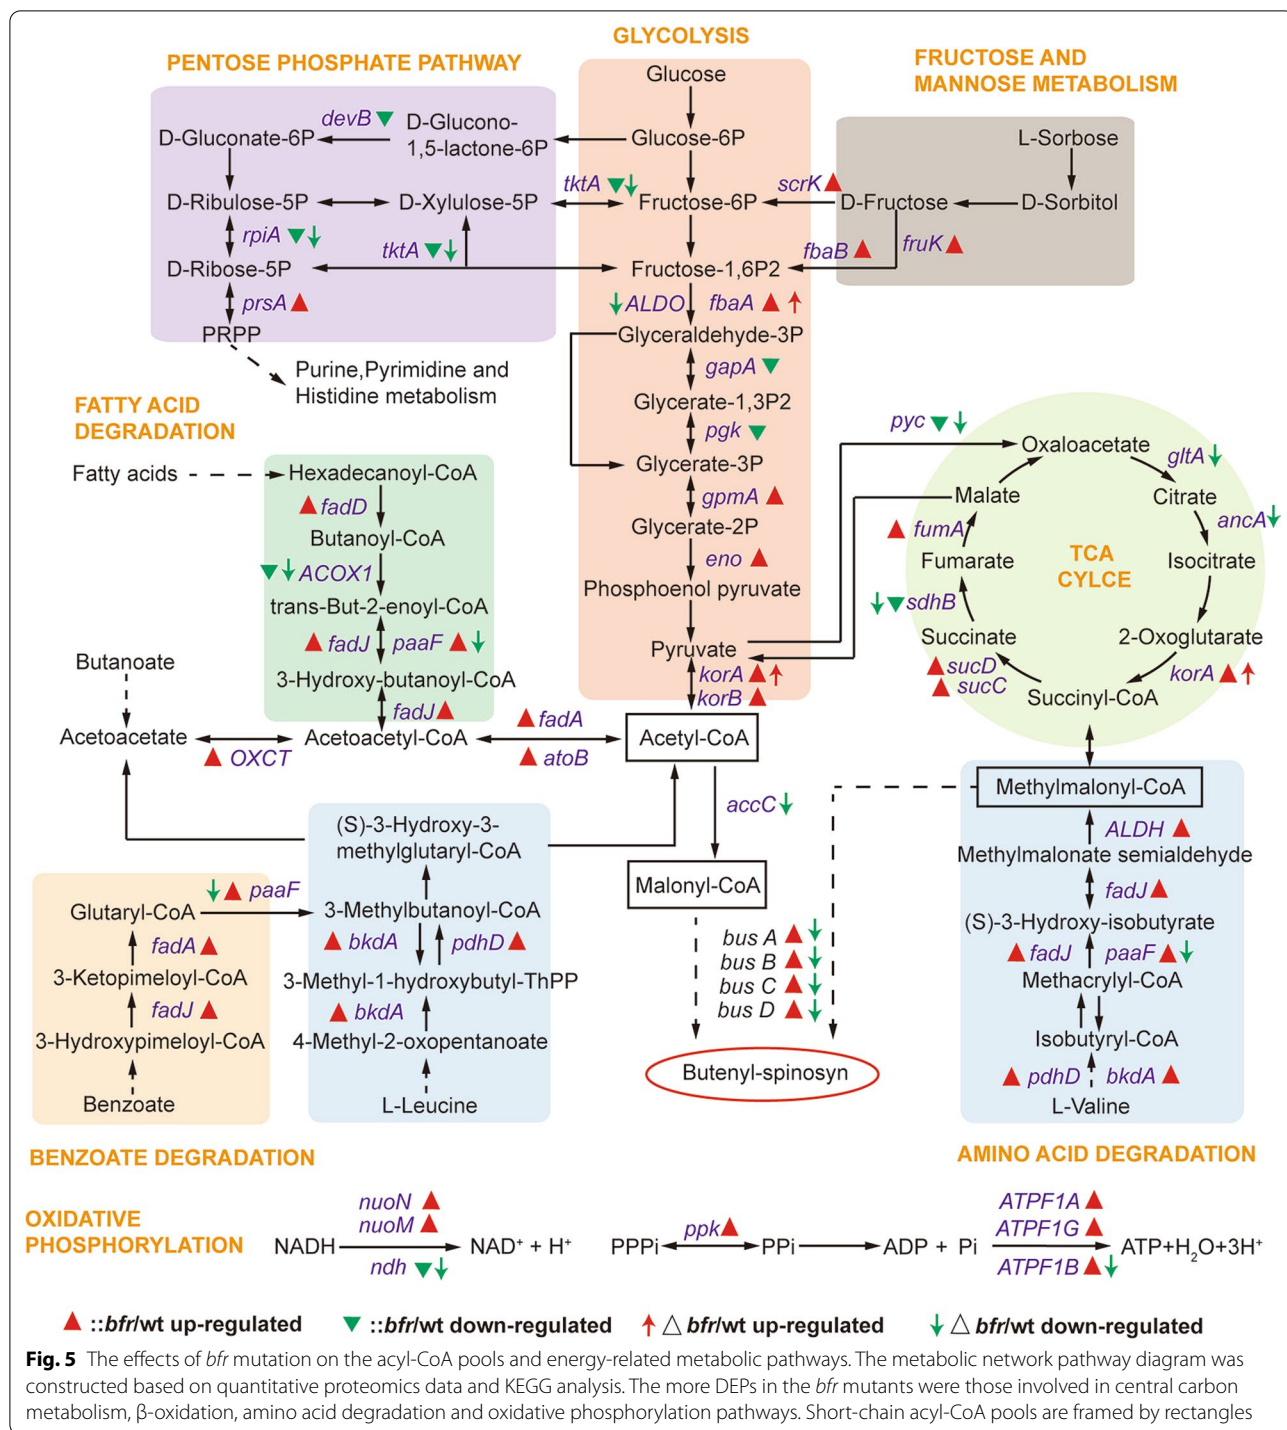 GLYCOLYSIS
PENTOSE PHOSPHATE PATHWAY
FRUCTOSE AND
MANNOSE METABOLISM
Glucose
devB
D-Gluconate-6P
D-Glucono-
1,5-lactone-6P
Glucose-6P
L-Sorbose
D-Ribulose-5P
D-Xylulose-5P
tktA
Fructose-6P
scrK
D-Fructose
D-Sorbitol
rpiA
tktA
fbaB
fruK
D-Ribose-5P
Fructose-1,6P2
prsA
ALDO
fbaA
PRPP
Glyceraldehyde-3P
Purine,Pyrimidine and
Histidine metabolism
gapA
Glycerate-1,3P2
pgk
Glycerate-3P
gpmA
Glycerate-2P
eno
Phosphoenol pyruvate
Pyruvate
korA
korB
FATTY ACID
DEGRADATION
Fatty acids
Hexadecanoyl-CoA
fadD
Butanoyl-CoA
ACOX1
trans-But-2-enoyl-CoA
fadJ
paaF
3-Hydroxy-butanoyl-CoA
fadJ
Butanoate
Acetoacetate
OXCT
Acetoacetyl-CoA
fadA
atoB
Acetyl-CoA
pyc
Oxaloacetate
gltA
Malate
Citrate
fumA
ancA
Fumarate
TCA
CYLCE
Isocitrate
sdhB
Succinate
2-Oxoglutarate
sucD
sucC
korA
Succinyl-CoA
accC
Malonyl-CoA
Methylmalonyl-CoA
ALDH
Methylmalonate semialdehyde
fadJ
(S)-3-Hydroxy-isobutyrate
fadJ
paaF
Methacrylyl-CoA
Isobutyryl-CoA
pdhD
bkdA
L-Valine
(S)-3-Hydroxy-3-
methylglutaryl-CoA
paaF
Glutaryl-CoA
3-Methylbutanoyl-CoA
fadA
bkdA
pdhD
3-Ketopimeloyl-CoA
3-Methyl-1-hydroxybutyl-ThPP
fadJ
bkdA
3-Hydroxypimeloyl-CoA
4-Methyl-2-oxopentanoate
Benzoate
L-Leucine
bus A
bus B
bus C
bus D
Butenyl-spinosyn
BENZOATE DEGRADATION
AMINO ACID DEGRADATION
OXIDATIVE
PHOSPHORYLATION
nuoN
nuoM
NADH
NAD⁺ + H⁺
ndh
PPPi
ppk
PPi
ADP + Pi
ATPF1A
ATPF1G
ATPF1B
ATP+H₂O+3H⁺
▲ ::bfr/wt up-regulated ▼ ::bfr/wt down-regulated ↑ △ bfr/wt up-regulated ↓ △ bfr/wt down-regulated
Fig. 5 The effects of bfr mutation on the acyl-CoA pools and energy-related metabolic pathways. The metabolic network pathway diagram was
constructed based on quantitative proteomics data and KEGG analysis. The more DEPs in the bfr mutants were those involved in central carbon
metabolism, β-oxidation, amino acid degradation and oxidative phosphorylation pathways. Short-chain acyl-CoA pools are framed by rectangles